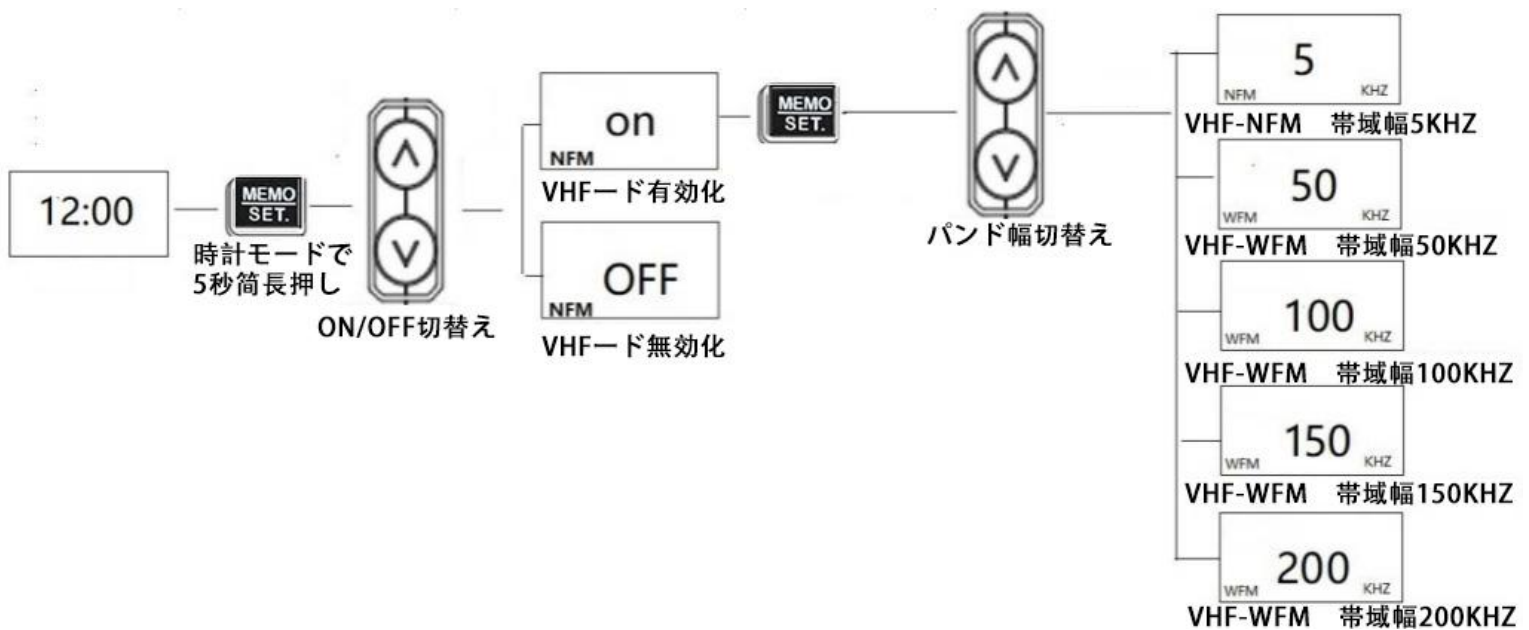 12:00
MEMO
SET.
時計モードで
5秒简長押し
∧
∨
ON/OFF切替え
on
NFM
VHFード有効化
OFF
NFM
VHFード無効化
MEMO
SET.
∧
∨
パンド幅切替え
5
NFM KHZ
VHF-NFM 帯域幅5KHZ
50
WFM KHZ
VHF-WFM 帯域幅50KHZ
100
WFM KHZ
VHF-WFM 帯域幅100KHZ
150
WFM KHZ
VHF-WFM 帯域幅150KHZ
200
WFM KHZ
VHF-WFM 帯域幅200KHZ